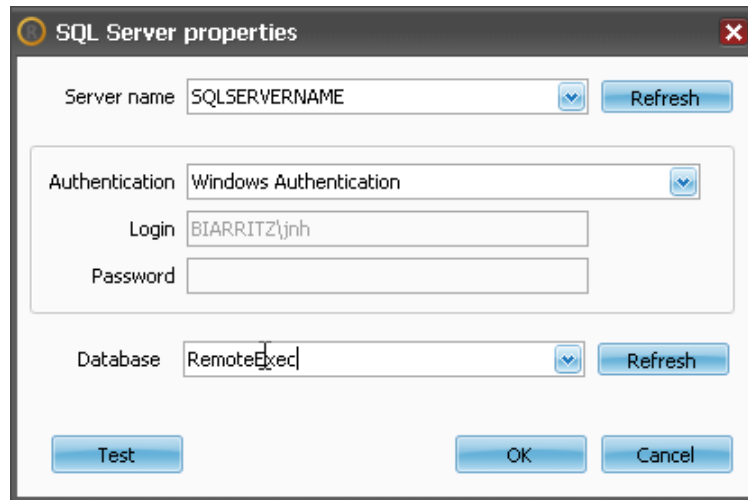 SQL Server properties
Server name SQLSERVERNAME Refresh
Authentication Windows Authentication
Login BIARRITZ\jnh
Password
Database RemoteExec Refresh
Test OK Cancel